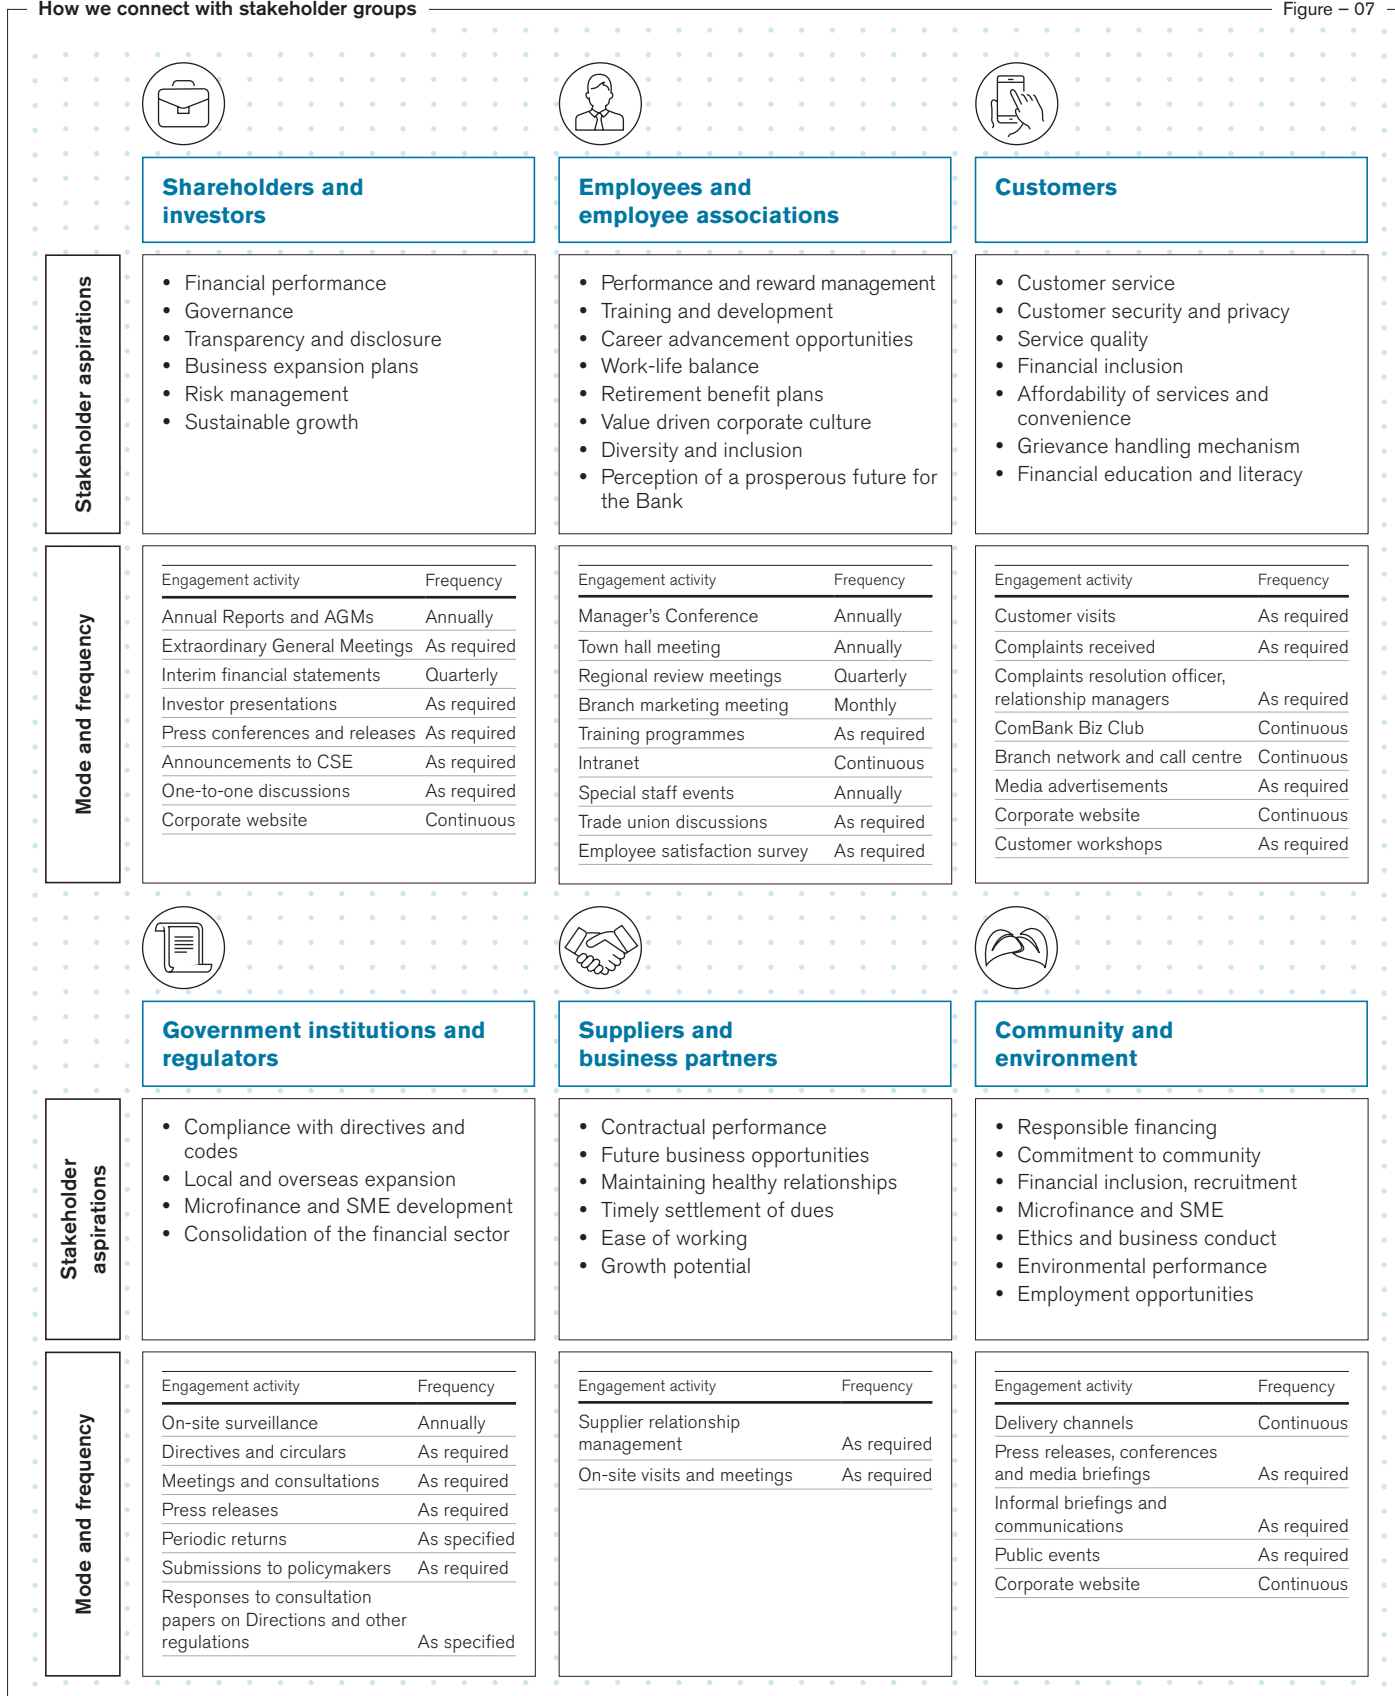 How we connect with stakeholder groups
Figure – 07
Shareholders and
investors
Employees and
employee associations
Customers
Stakeholder aspirations
• Financial performance
• Governance
• Transparency and disclosure
• Business expansion plans
• Risk management
• Sustainable growth
• Performance and reward management
• Training and development
• Career advancement opportunities
• Work-life balance
• Retirement benefit plans
• Value driven corporate culture
• Diversity and inclusion
• Perception of a prosperous future for
the Bank
• Customer service
• Customer security and privacy
• Service quality
• Financial inclusion
• Affordability of services and
convenience
• Grievance handling mechanism
• Financial education and literacy
Mode and frequency
Engagement activity Frequency
Annual Reports and AGMs Annually
Extraordinary General Meetings As required
Interim financial statements Quarterly
Investor presentations As required
Press conferences and releases As required
Announcements to CSE As required
One-to-one discussions As required
Corporate website Continuous
Engagement activity Frequency
Manager's Conference Annually
Town hall meeting Annually
Regional review meetings Quarterly
Branch marketing meeting Monthly
Training programmes As required
Intranet Continuous
Special staff events Annually
Trade union discussions As required
Employee satisfaction survey As required
Engagement activity Frequency
Customer visits As required
Complaints received As required
Complaints resolution officer,
relationship managers As required
ComBank Biz Club Continuous
Branch network and call centre Continuous
Media advertisements As required
Corporate website Continuous
Customer workshops As required
Government institutions and
regulators
Suppliers and
business partners
Community and
environment
Stakeholder
aspirations
• Compliance with directives and
codes
• Local and overseas expansion
• Microfinance and SME development
• Consolidation of the financial sector
• Contractual performance
• Future business opportunities
• Maintaining healthy relationships
• Timely settlement of dues
• Ease of working
• Growth potential
• Responsible financing
• Commitment to community
• Financial inclusion, recruitment
• Microfinance and SME
• Ethics and business conduct
• Environmental performance
• Employment opportunities
Mode and frequency
Engagement activity Frequency
On-site surveillance Annually
Directives and circulars As required
Meetings and consultations As required
Press releases As required
Periodic returns As specified
Submissions to policymakers As required
Responses to consultation
papers on Directions and other
regulations As specified
Engagement activity Frequency
Supplier relationship
management As required
On-site visits and meetings As required
Engagement activity Frequency
Delivery channels Continuous
Press releases, conferences
and media briefings As required
Informal briefings and
communications As required
Public events As required
Corporate website Continuous